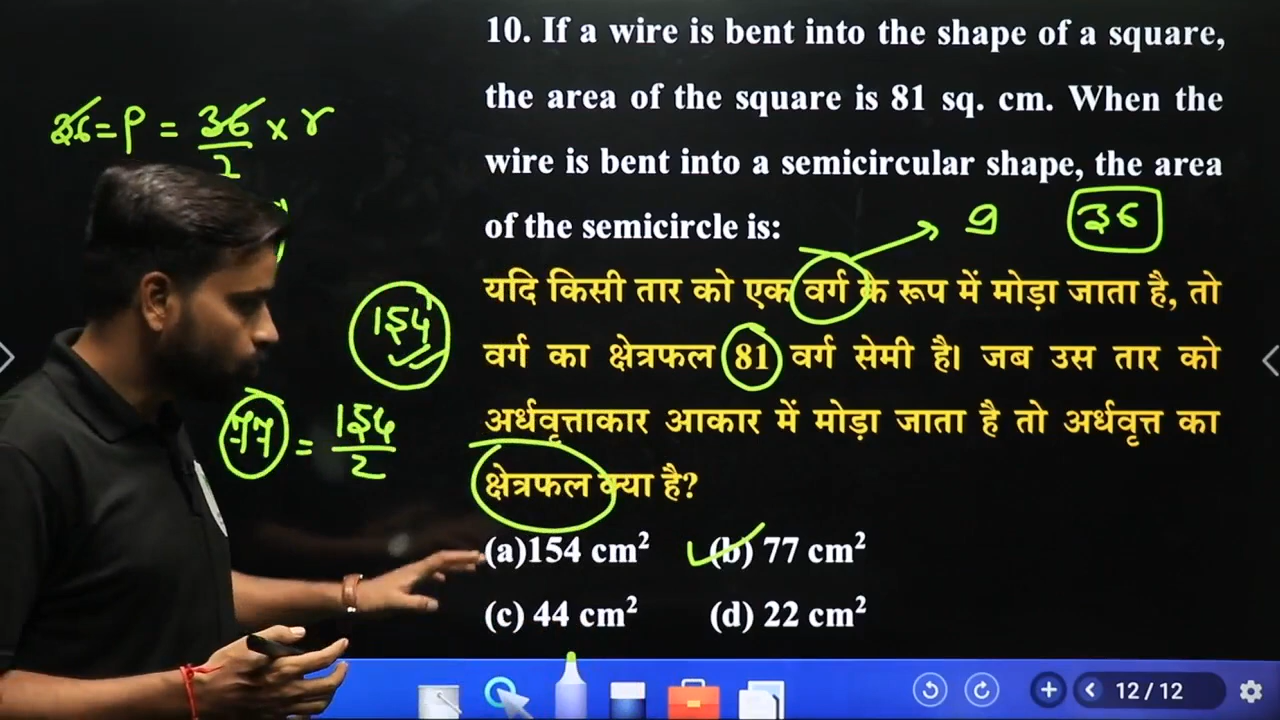 10. If a wire is bent into the shape of a square,
the area of the square is 81 sq. cm. When the
wire is bent into a semicircular shape, the area
of the semicircle is:
9
36
यदि किसी तार को एक वर्ग के रूप में मोड़ा जाता है, तो
वर्ग का क्षेत्रफल 81 वर्ग सेमी है। जब उस तार को
अर्धवृत्ताकार आकार में मोड़ा जाता है तो अर्धवृत्त का
क्षेत्रफल क्या है?
(a)154 cm² (b) 77 cm²
(c) 44 cm² (d) 22 cm²
36=P = 36/2 × r
154
77 = 154/2
12 / 12